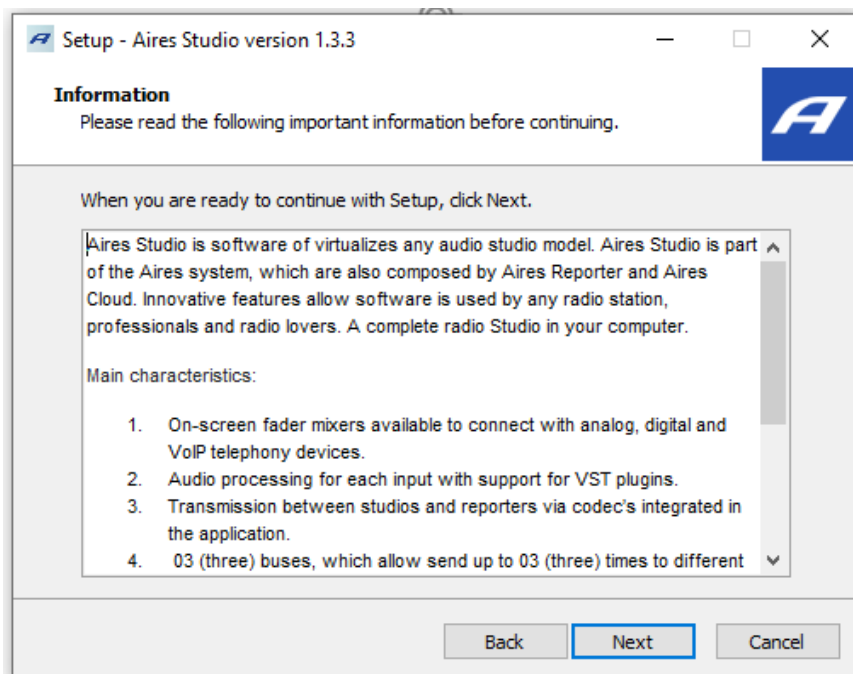 Setup - Aires Studio version 1.3.3
Information
Please read the following important information before continuing.
When you are ready to continue with Setup, click Next.
Aires Studio is software of virtualizes any audio studio model. Aires Studio is part
of the Aires system, which are also composed by Aires Reporter and Aires
Cloud. Innovative features allow software is used by any radio station,
professionals and radio lovers. A complete radio Studio in your computer.
Main characteristics:
1. On-screen fader mixers available to connect with analog, digital and
VoIP telephony devices.
2. Audio processing for each input with support for VST plugins.
3. Transmission between studios and reporters via codec's integrated in
the application.
4. 03 (three) buses, which allow send up to 03 (three) times to different
Back Next Cancel